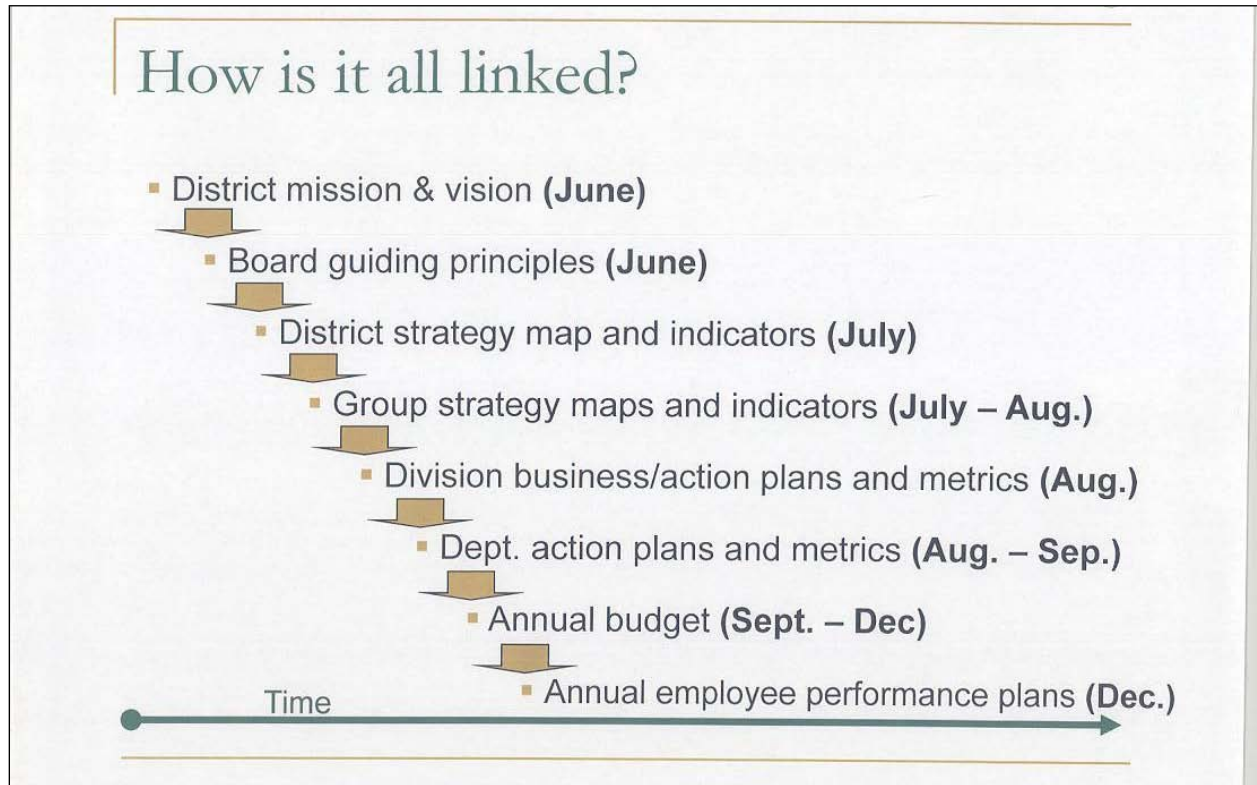 How is it all linked?
▪ District mission & vision (June)
▪ Board guiding principles (June)
▪ District strategy map and indicators (July)
▪ Group strategy maps and indicators (July – Aug.)
▪ Division business/action plans and metrics (Aug.)
▪ Dept. action plans and metrics (Aug. – Sep.)
▪ Annual budget (Sept. – Dec)
▪ Annual employee performance plans (Dec.)
Time